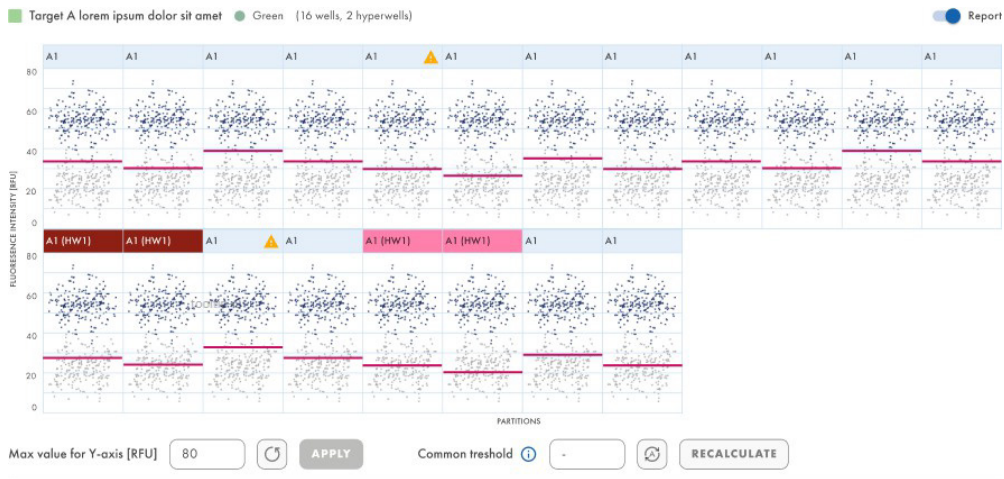 Target A lorem ipsum dolor sit amet Green (16 wells, 2 hyperwells) Report
A1 A1 A1 A1 A1 A1 A1 A1 A1 A1 A1 A1
80
60
40
20
0
FLUORESCENCE INTENSITY [RFU]
A1 (HW1) A1 (HW1) A1 A1 A1 (HW1) A1 (HW1) A1 A1
80
60
40
20
0
PARTITIONS
Max value for Y-axis [RFU] 80 APPLY Common treshold - A RECALCULATE